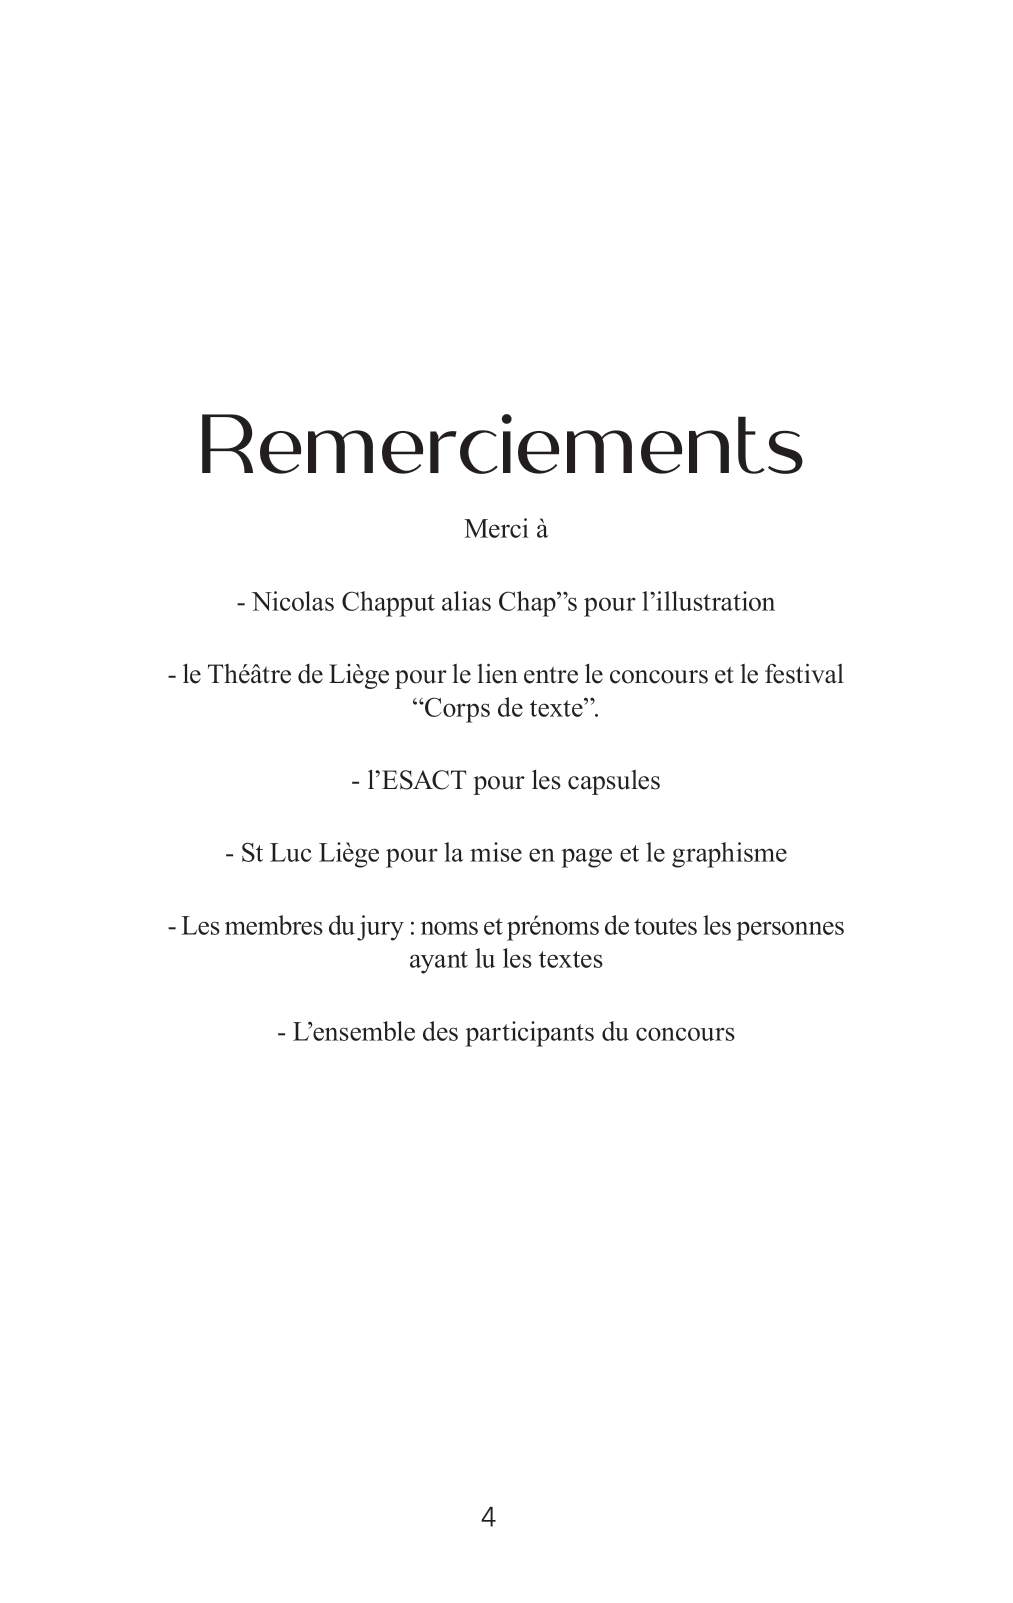 Remerciements
Merci à
- Nicolas Chapput alias Chap”s pour l’illustration
- le Théâtre de Liège pour le lien entre le concours et le festival
“Corps de texte”.
- l’ESACT pour les capsules
- St Luc Liège pour la mise en page et le graphisme
- Les membres du jury : noms et prénoms de toutes les personnes
ayant lu les textes
- L’ensemble des participants du concours
4